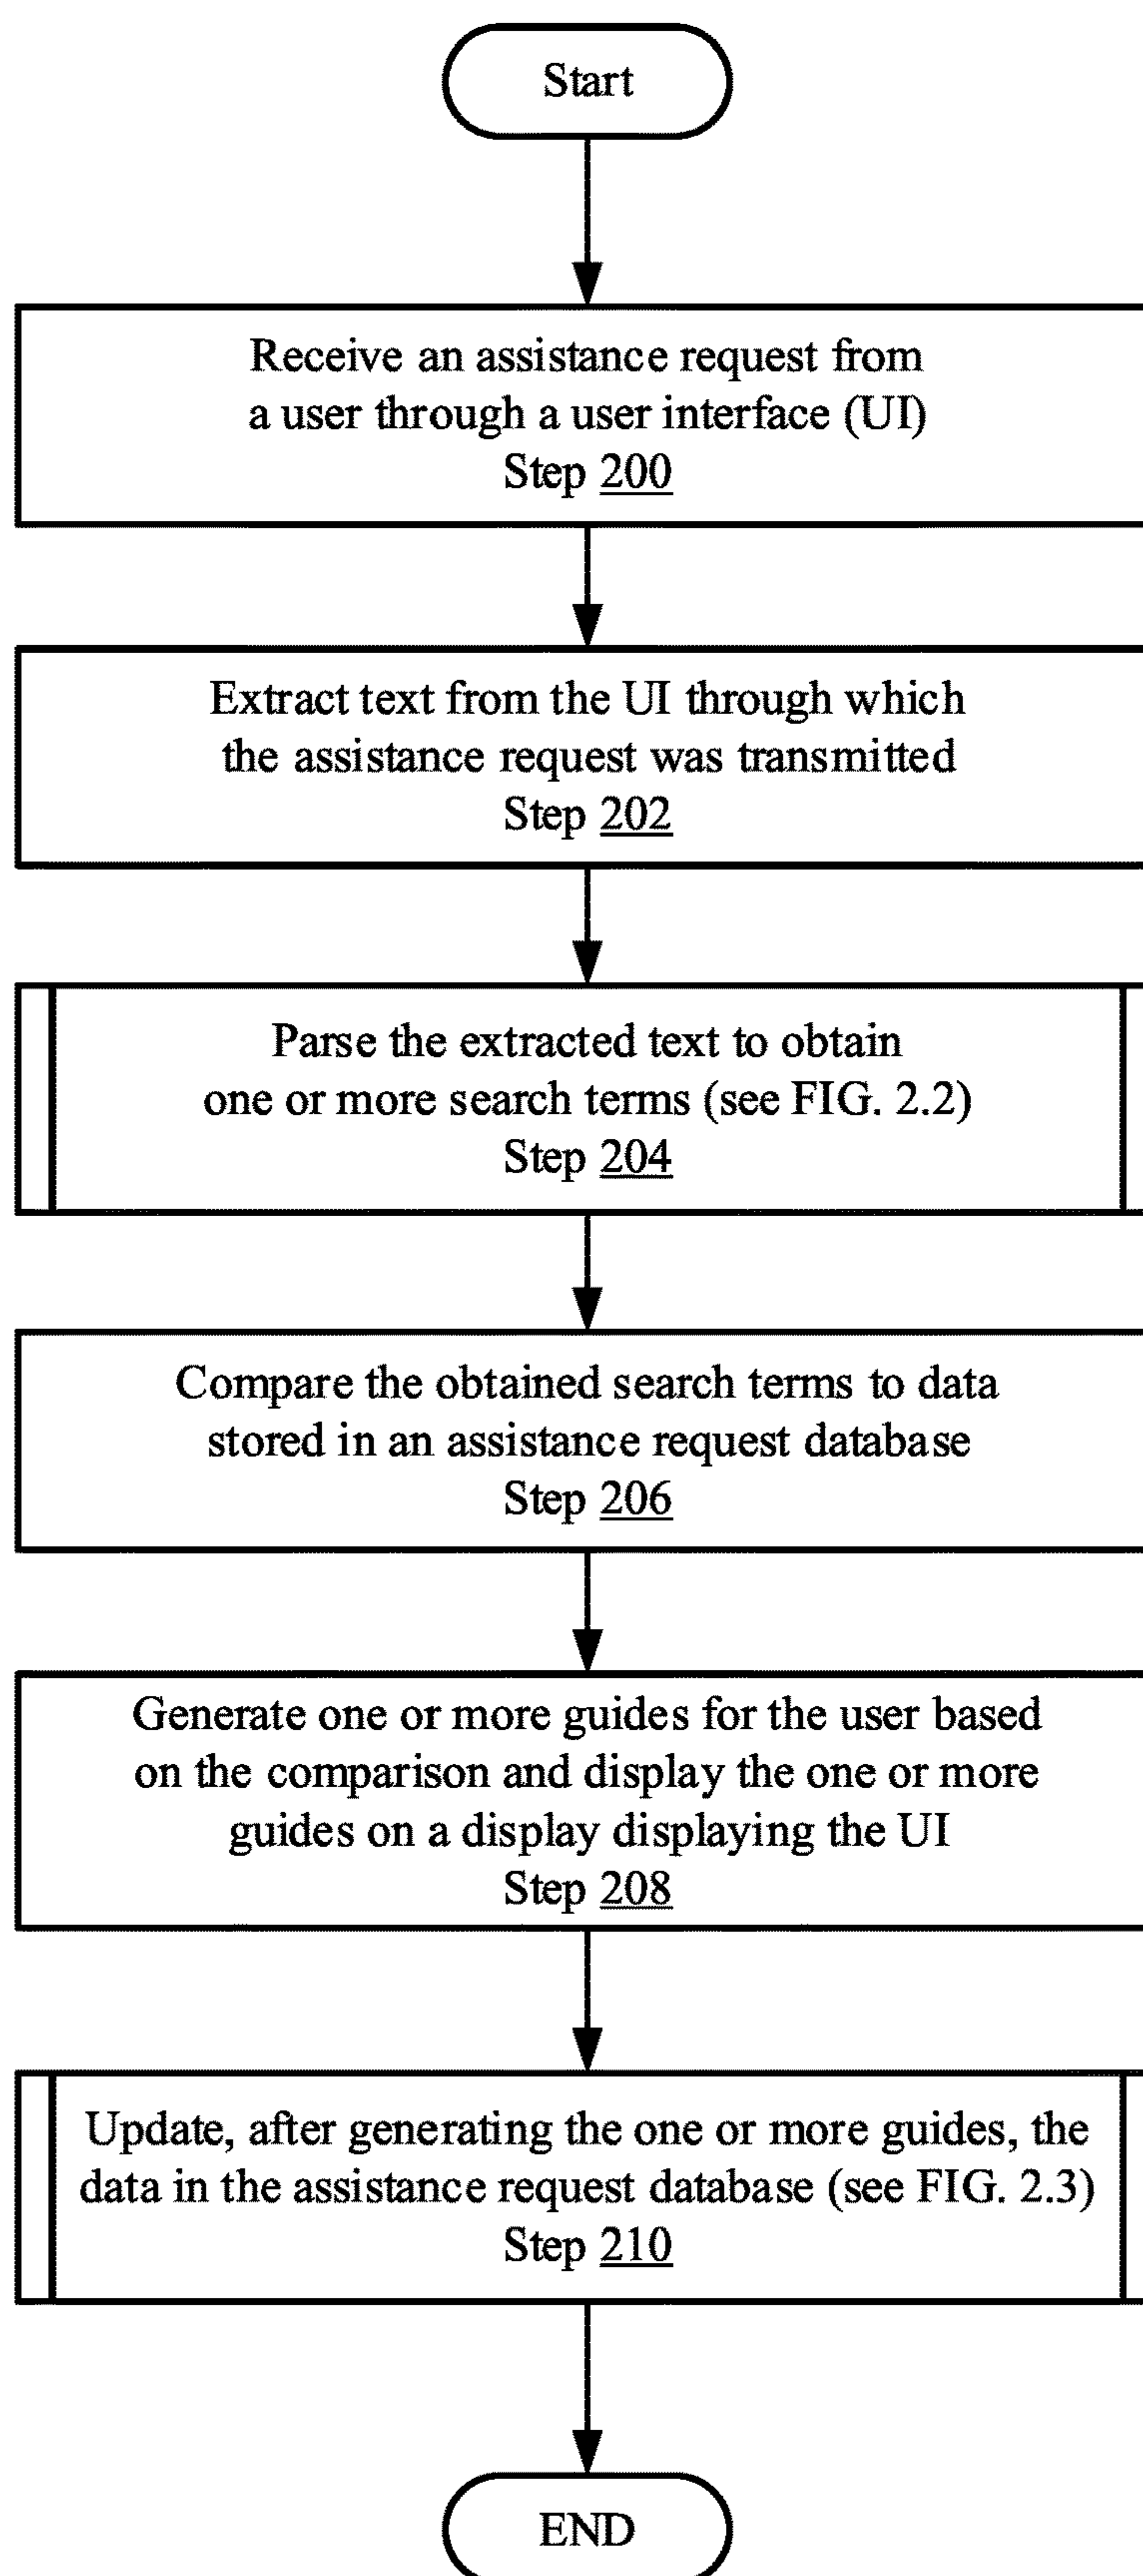 Start
Receive an assistance request from
a user through a user interface (UI)
Step 200
Extract text from the UI through which
the assistance request was transmitted
Step 202
Parse the extracted text to obtain
one or more search terms (see FIG. 2.2)
Step 204
Compare the obtained search terms to data
stored in an assistance request database
Step 206
Generate one or more guides for the user based
on the comparison and display the one or more
guides on a display displaying the UI
Step 208
Update, after generating the one or more guides, the
data in the assistance request database (see FIG. 2.3)
Step 210
END